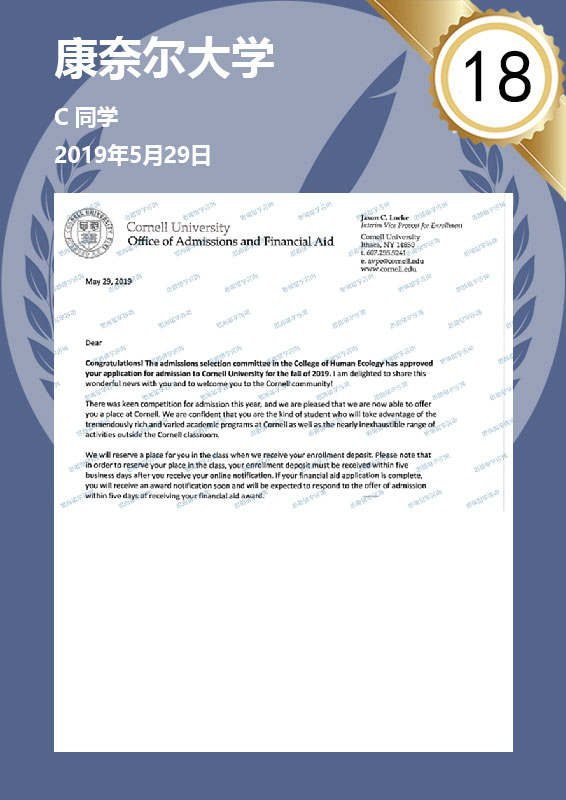 康奈尔大学
18
C 同学
2019年5月29日
Cornell University
Office of Admissions and Financial Aid
Jason C. Locke
Interim Vice Provost for Enrollment
Cornell University
Ithaca, NY 14850
t. 607.255.5241
e. avpe@cornell.edu
www.cornell.edu
May 29, 2019
Dear
Congratulations! The admissions selection committee in the College of Human Ecology has approved
your application for admission to Cornell University for the fall of 2019. I am delighted to share this
wonderful news with you and to welcome you to the Cornell community!
There was keen competition for admission this year, and we are pleased that we are now able to offer
you a place at Cornell. We are confident that you are the kind of student who will take advantage of the
tremendously rich and varied academic programs at Cornell as well as the nearly inexhaustible range of
activities outside the Cornell classroom.
We will reserve a place for you in the class when we receive your enrollment deposit. Please note that
in order to reserve your place in the class, your enrollment deposit must be received within five
business days after you receive your online notification. If your financial aid application is complete,
you will receive an award notification soon and will be expected to respond to the offer of admission
within five days of receiving your financial aid award.